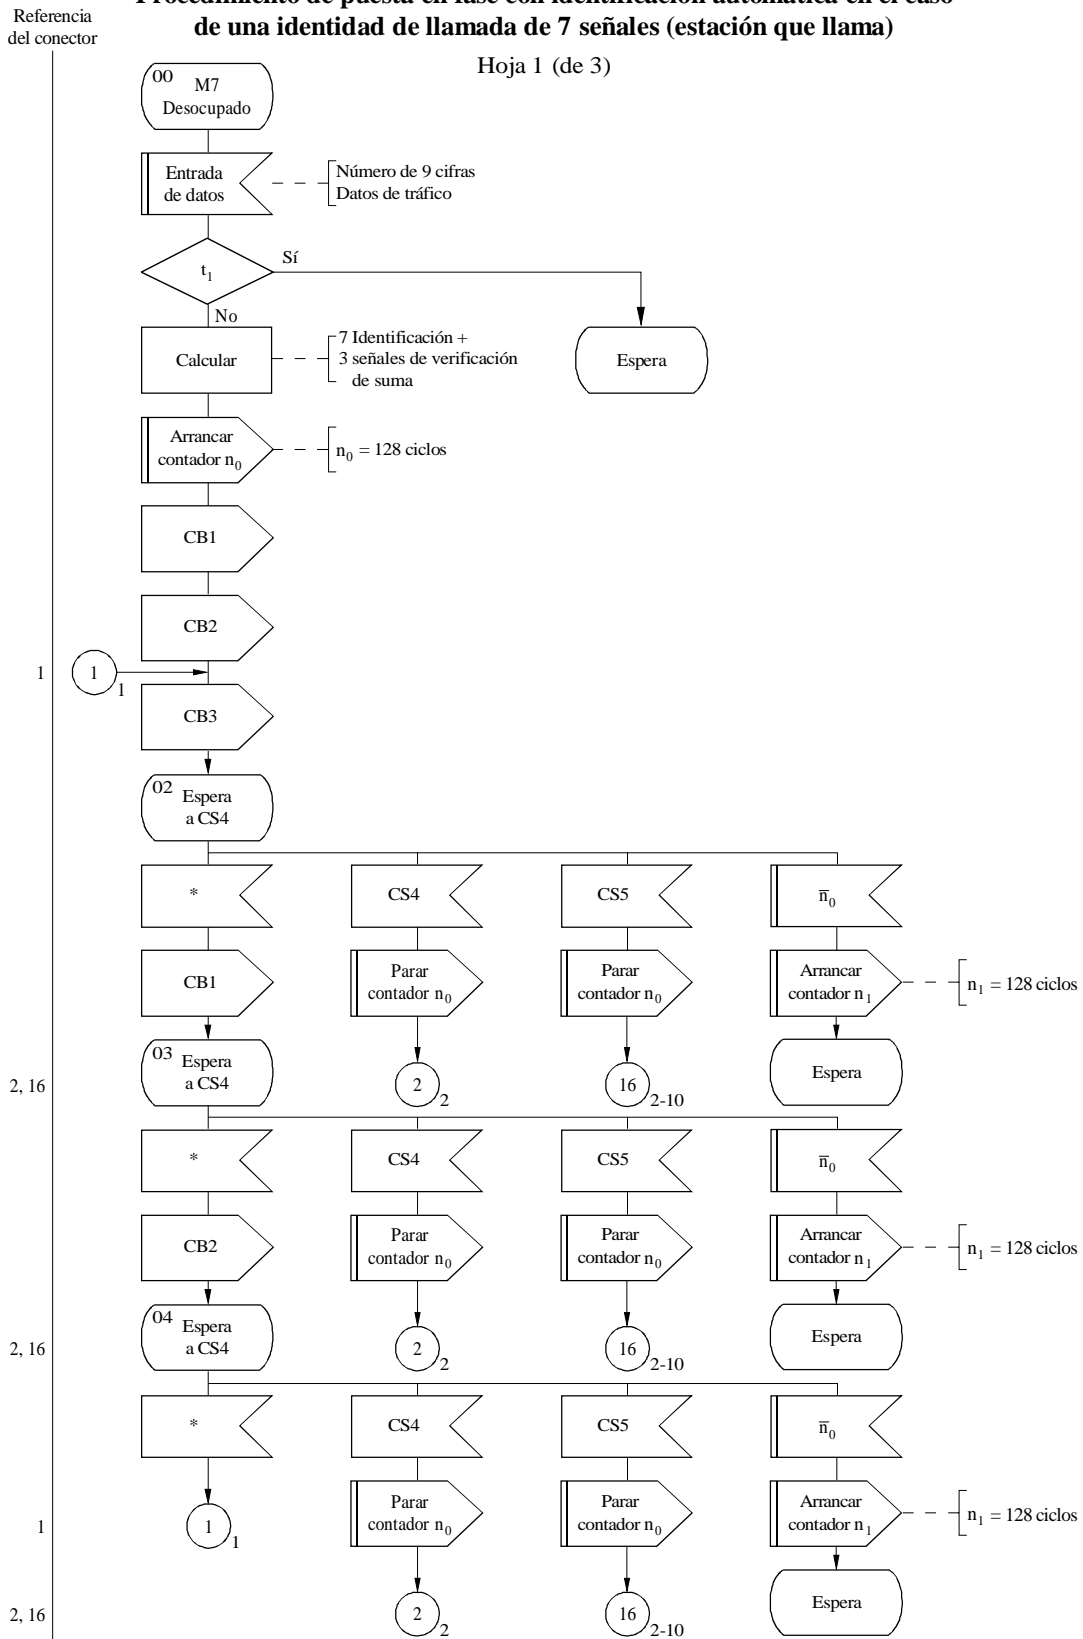 Procedimiento de puesta en fase con identificación automática en el caso
de una identidad de llamada de 7 señales (estación que llama)
Hoja 1 (de 3)
Referencia
del conector
00 M7
Desocupado
Entrada
de datos
Número de 9 cifras
Datos de tráfico
t1
Sí
No
Calcular
7 Identificación +
3 señales de verificación
de suma
Espera
Arrancar
contador n0
n0 = 128 ciclos
CB1
CB2
1
1
1
CB3
02 Espera
a CS4
*
CS4
CS5
n̅0
CB1
Parar
contador n0
Parar
contador n0
Arrancar
contador n1
n1 = 128 ciclos
03 Espera
a CS4
2, 16
2
2
16
2-10
Espera
*
CS4
CS5
n̅0
CB2
Parar
contador n0
Parar
contador n0
Arrancar
contador n1
n1 = 128 ciclos
04 Espera
a CS4
2, 16
2
2
16
2-10
Espera
*
CS4
CS5
n̅0
1
1
1
Parar
contador n0
Parar
contador n0
Arrancar
contador n1
n1 = 128 ciclos
2, 16
2
2
16
2-10
Espera